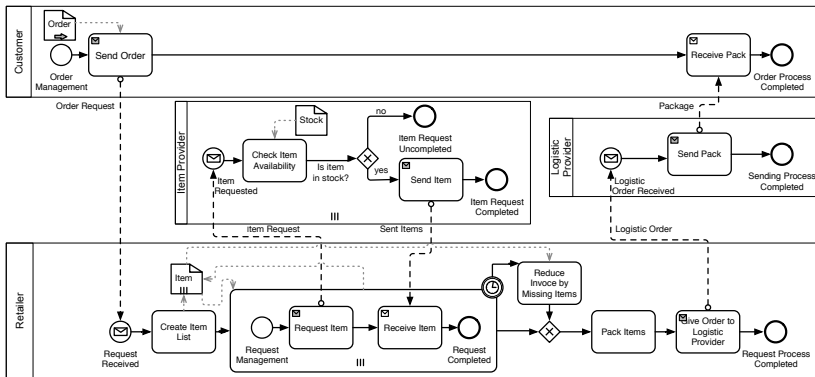 Customer
Order
Send Order
Order
Management
Receive Pack
Order Process
Completed
Order Request
Package
Item Provider
Stock
Item
Requested
Check Item
Availability
Is item
in stock?
no
yes
Item Request
Uncompleted
Send Item
Item Request
Completed
Logistic
Provider
Logistic
Order Received
Send Pack
Sending Process
Completed
item Request
Sent Items
Logistic Order
Retailer
Item
Request
Received
Create Item
List
Request
Management
Request Item
Receive Item
Request
Completed
Reduce
Invoce by
Missing Items
Pack Items
Give Order to
Logistic
Provider
Request Process
Completed